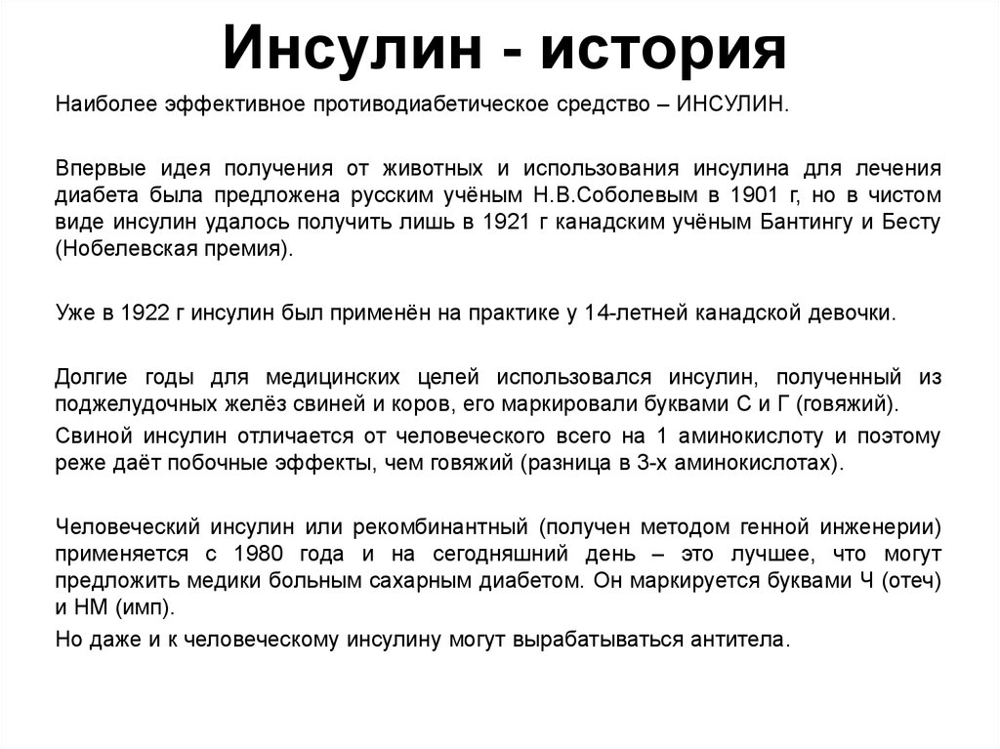 Инсулин - история
Наиболее эффективное противодиабетическое средство – ИНСУЛИН.
Впервые идея получения от животных и использования инсулина для лечения
диабета была предложена русским учёным Н.В.Соболевым в 1901 г, но в чистом
виде инсулин удалось получить лишь в 1921 г канадским учёным Бантингу и Бесту
(Нобелевская премия).
Уже в 1922 г инсулин был применён на практике у 14-летней канадской девочки.
Долгие годы для медицинских целей использовался инсулин, полученный из
поджелудочных желёз свиней и коров, его маркировали буквами С и Г (говяжий).
Свиной инсулин отличается от человеческого всего на 1 аминокислоту и поэтому
реже даёт побочные эффекты, чем говяжий (разница в 3-х аминокислотах).
Человеческий инсулин или рекомбинантный (получен методом генной инженерии)
применяется с 1980 года и на сегодняшний день – это лучшее, что могут
предложить медики больным сахарным диабетом. Он маркируется буквами Ч (отеч)
и НМ (имп).
Но даже и к человеческому инсулину могут вырабатываться антитела.